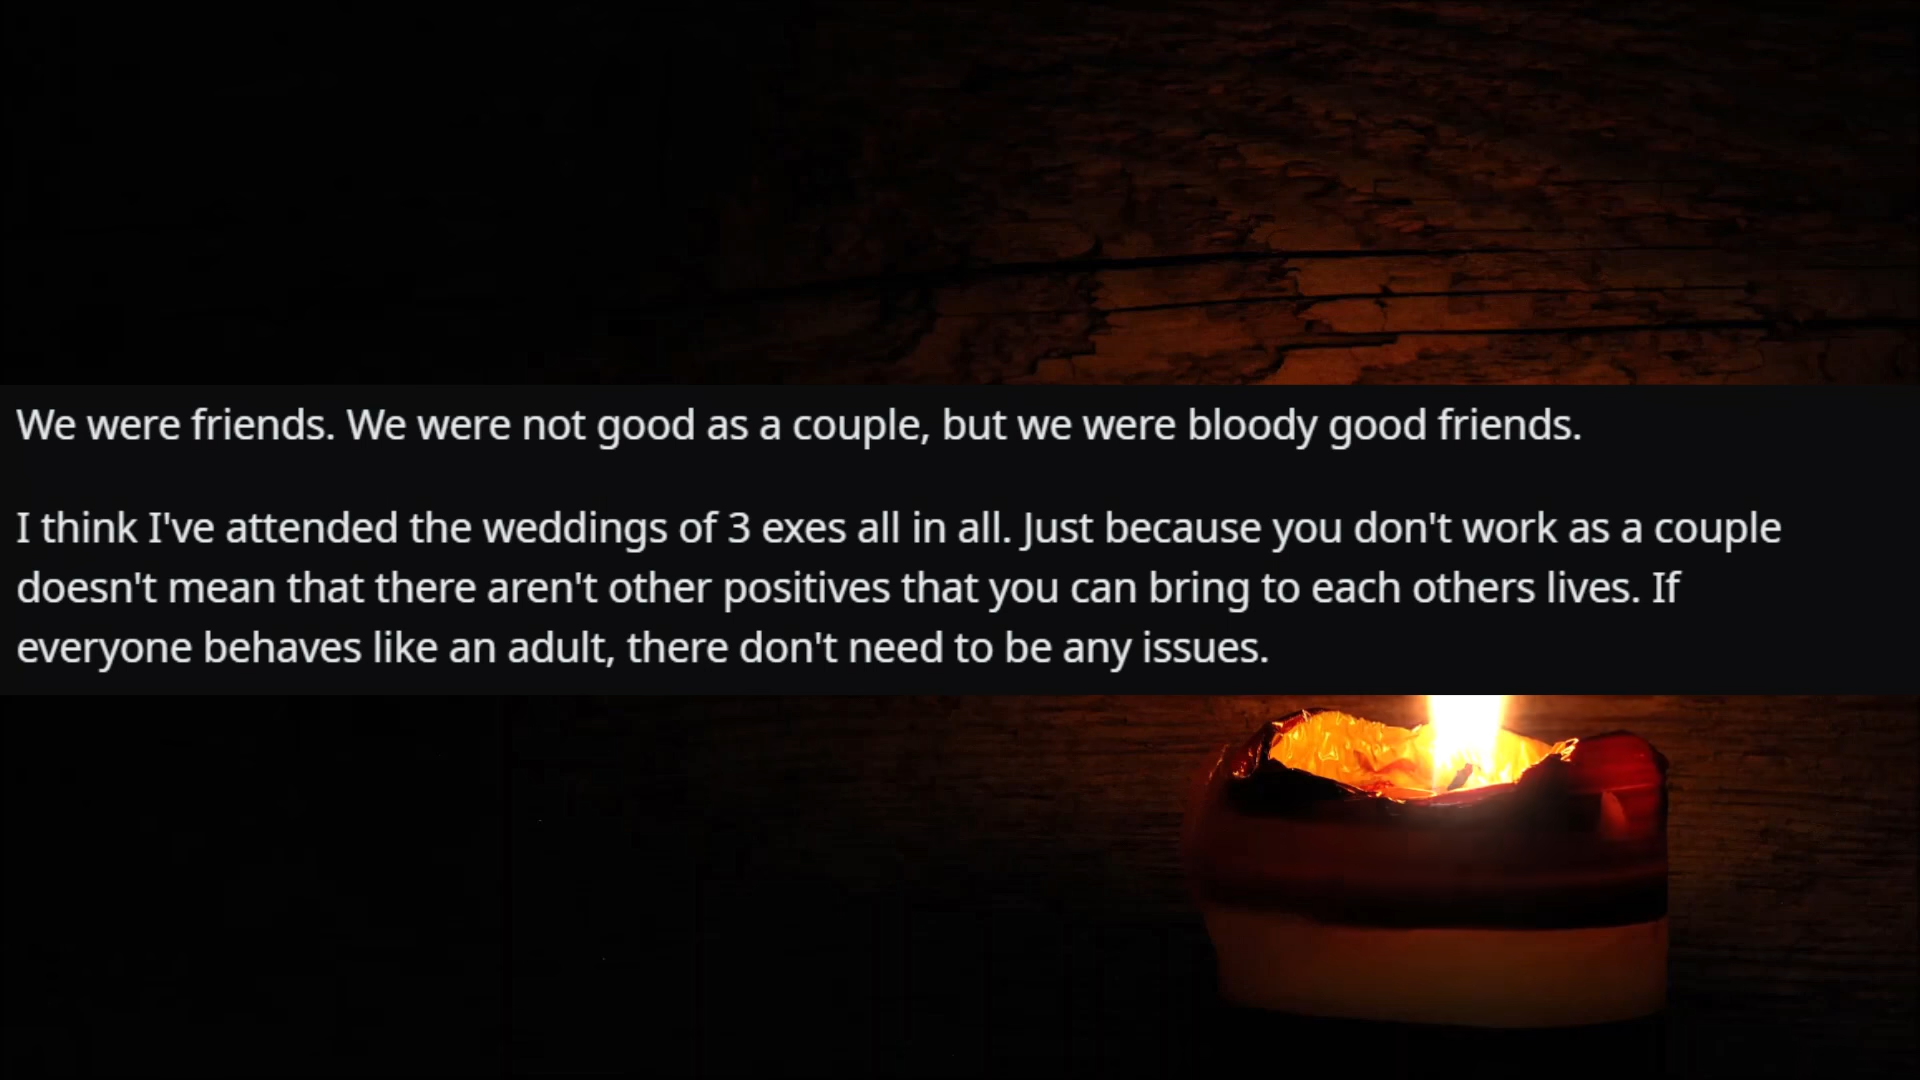 We were friends. We were not good as a couple, but we were bloody good friends.
I think I've attended the weddings of 3 exes all in all. Just because you don't work as a couple
doesn't mean that there aren't other positives that you can bring to each others lives. If
everyone behaves like an adult, there don't need to be any issues.